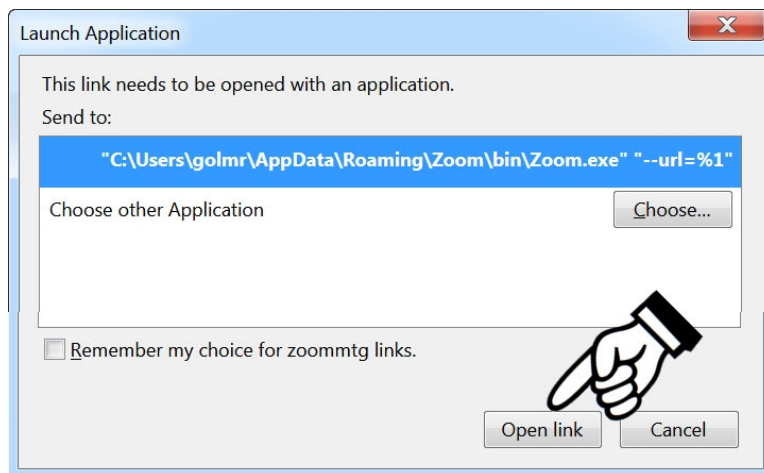 Launch Application
This link needs to be opened with an application.
Send to:
"C:\Users\golmr\AppData\Roaming\Zoom\bin\Zoom.exe" "--url=%1"
Choose other Application
Choose...
Remember my choice for zoommtg links.
Open link
Cancel